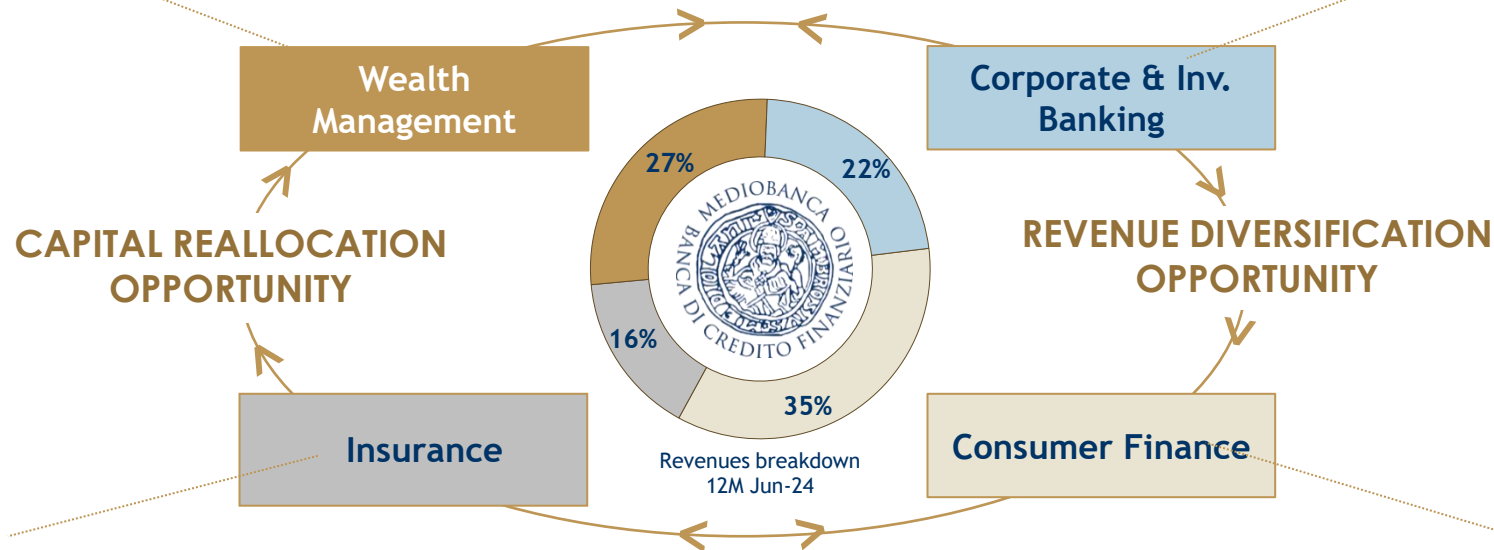 Wealth
Management
Corporate & Inv.
Banking
27%
22%
MEDIOBANCA
BANCA DI CREDITO FINANZIARIO
CAPITAL REALLOCATION
OPPORTUNITY
REVENUE DIVERSIFICATION
OPPORTUNITY
16%
35%
Insurance
Consumer Finance
Revenues breakdown
12M Jun-24